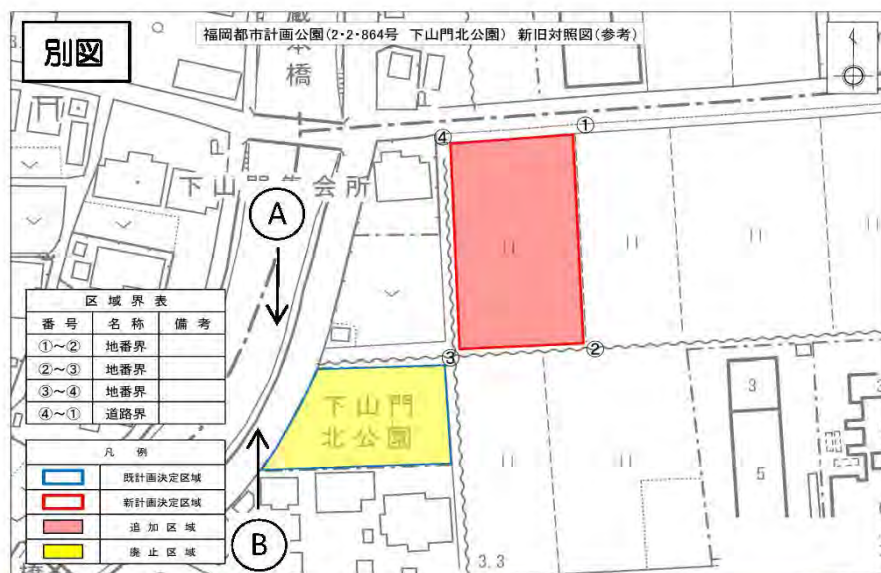 別図
福岡都市計画公園(2・2・864号 下山門北公園) 新旧対照図(参考)
本橋
下山門集会所
④
①
③
②
A
B
区域界表
番号 名称 備考
①～② 地番界
②～③ 地番界
③～④ 地番界
④～① 道路界
凡例
既計画決定区域
新計画決定区域
追加区域
廃止区域
下山門
北公園
3
5
3.3